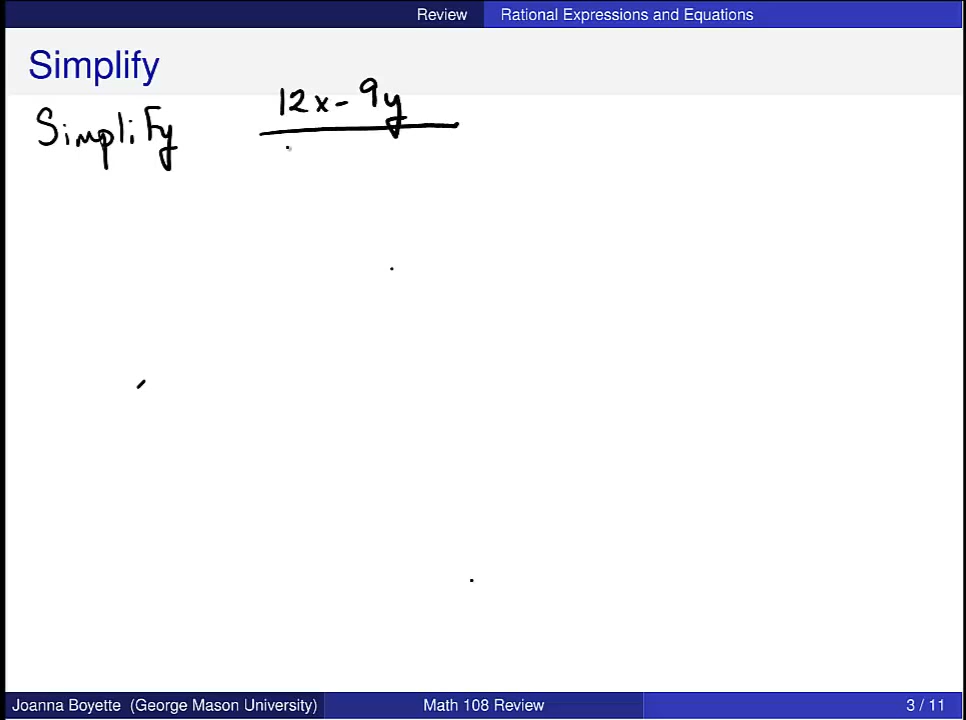 Review Rational Expressions and Equations
Simplify
Simplify 12x - 9y
Joanna Boyette (George Mason University) Math 108 Review 3 / 11